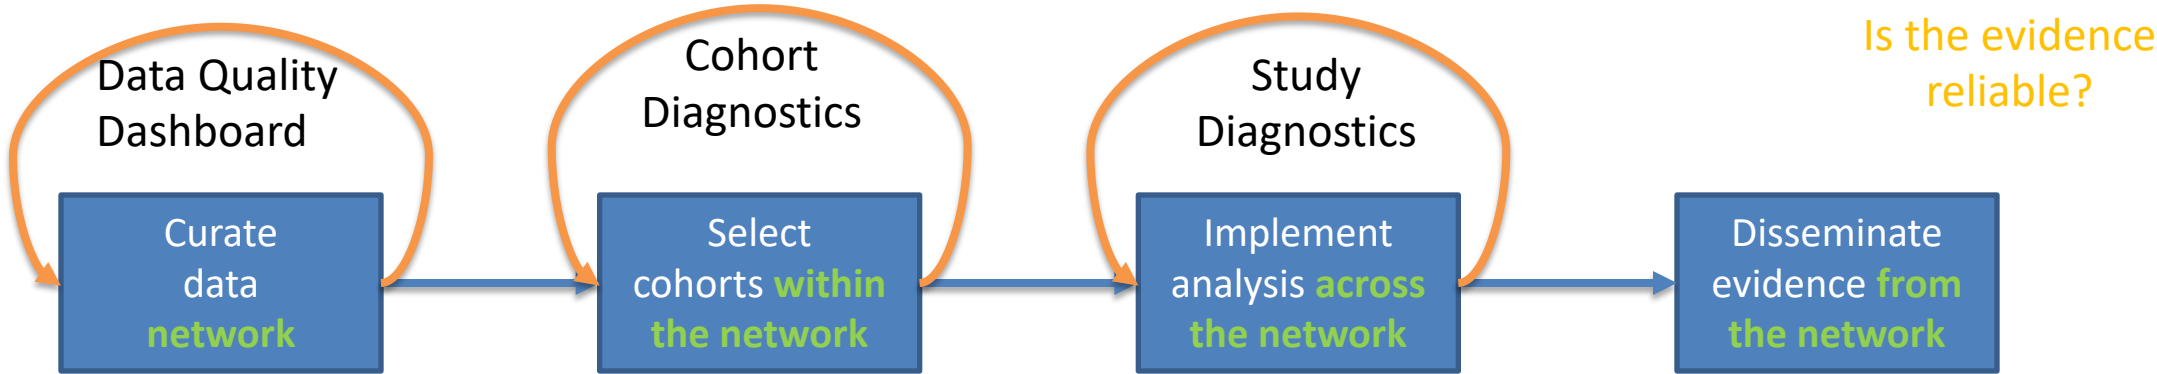 Data Quality
Dashboard
Cohort
Diagnostics
Study
Diagnostics
Is the evidence
reliable?
Curate
data
network
Select
cohorts within
the network
Implement
analysis across
the network
Disseminate
evidence from
the network